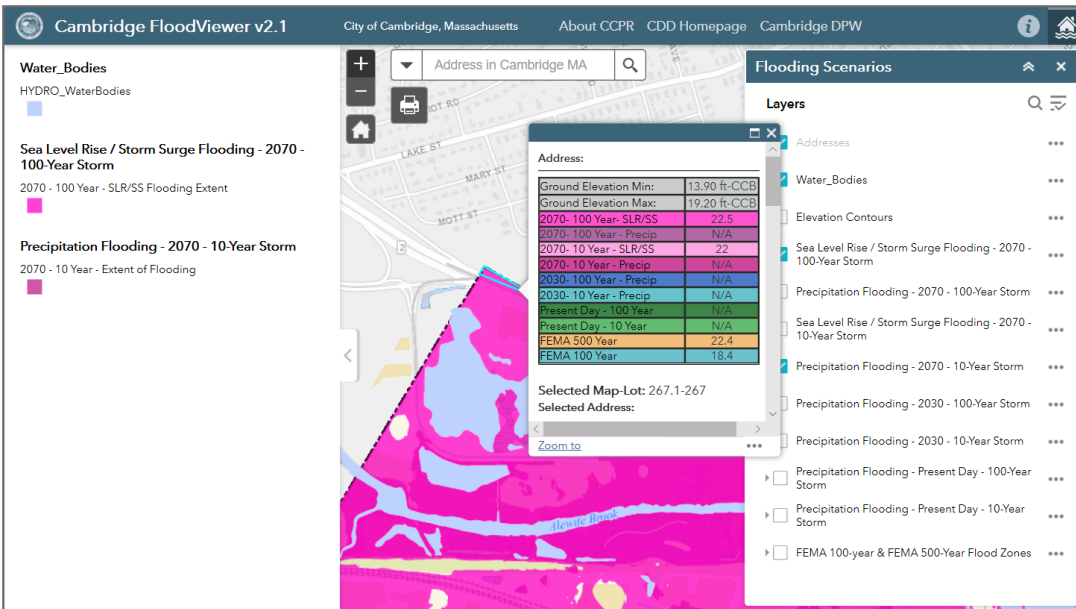 Cambridge FloodViewer v2.1
City of Cambridge, Massachusetts
About CCPR
CDD Homepage
Cambridge DPW
Water_Bodies
HYDRO_WaterBodies
Sea Level Rise / Storm Surge Flooding - 2070 -
100-Year Storm
2070 - 100 Year - SLR/SS Flooding Extent
Precipitation Flooding - 2070 - 10-Year Storm
2070 - 10 Year - Extent of Flooding
Address in Cambridge MA
LAKE ST
MARY ST
MOTT ST
2
Alewife Brook
Address:
Ground Elevation Min: 13.90 ft-CCB
Ground Elevation Max: 19.20 ft-CCB
2070- 100 Year- SLR/SS 22.5
2070- 100 Year - Precip N/A
2070- 10 Year - SLR/SS 22
2070- 10 Year - Precip N/A
2030- 100 Year - Precip N/A
2030- 10 Year - Precip N/A
Present Day - 100 Year N/A
Present Day - 10 Year N/A
FEMA 500 Year 22.4
FEMA 100 Year 18.4
Selected Map-Lot: 267.1-267
Selected Address:
Zoom to
Flooding Scenarios
Layers
Addresses
Water_Bodies
Elevation Contours
Sea Level Rise / Storm Surge Flooding - 2070 -
100-Year Storm
Precipitation Flooding - 2070 - 100-Year Storm
Sea Level Rise / Storm Surge Flooding - 2070 -
10-Year Storm
Precipitation Flooding - 2070 - 10-Year Storm
Precipitation Flooding - 2030 - 100-Year Storm
Precipitation Flooding - 2030 - 10-Year Storm
Precipitation Flooding - Present Day - 100-Year
Storm
Precipitation Flooding - Present Day - 10-Year
Storm
FEMA 100-year & FEMA 500-Year Flood Zones